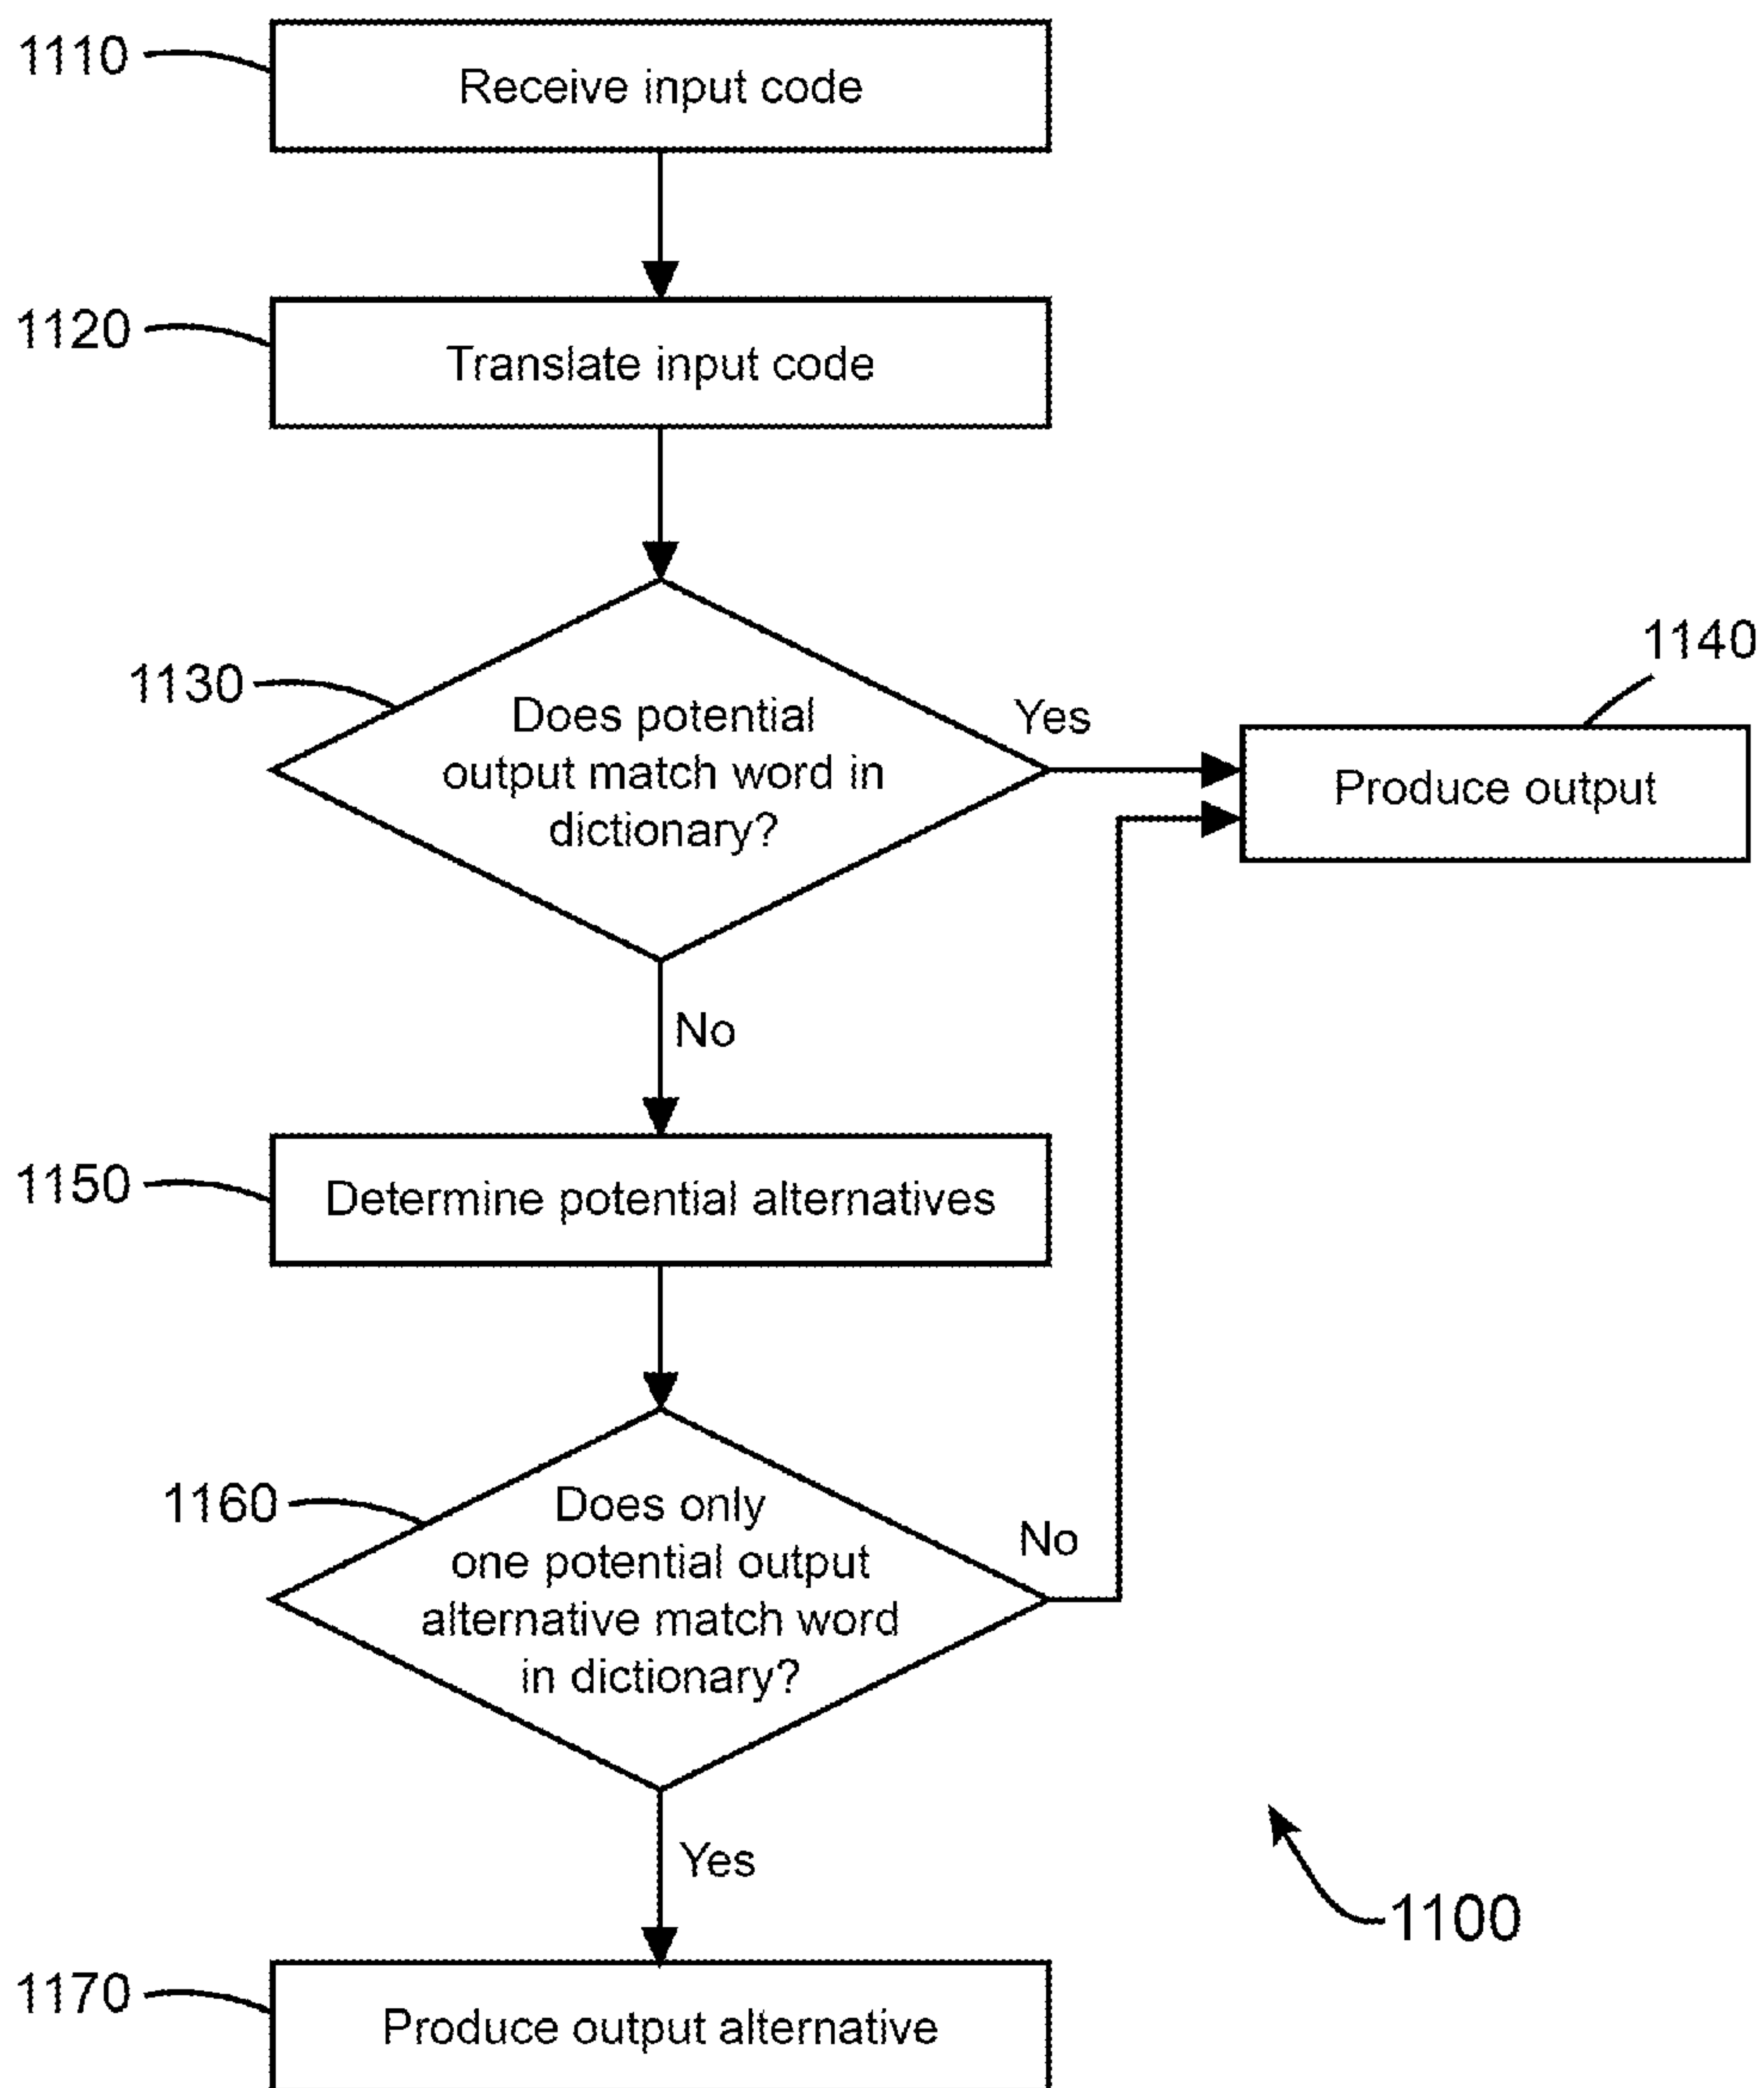 1110
Receive input code
1120
Translate input code
1130
Does potential
output match word in
dictionary?
Yes
1140
Produce output
No
1150
Determine potential alternatives
1160
Does only
one potential output
alternative match word
in dictionary?
No
Yes
1100
1170
Produce output alternative